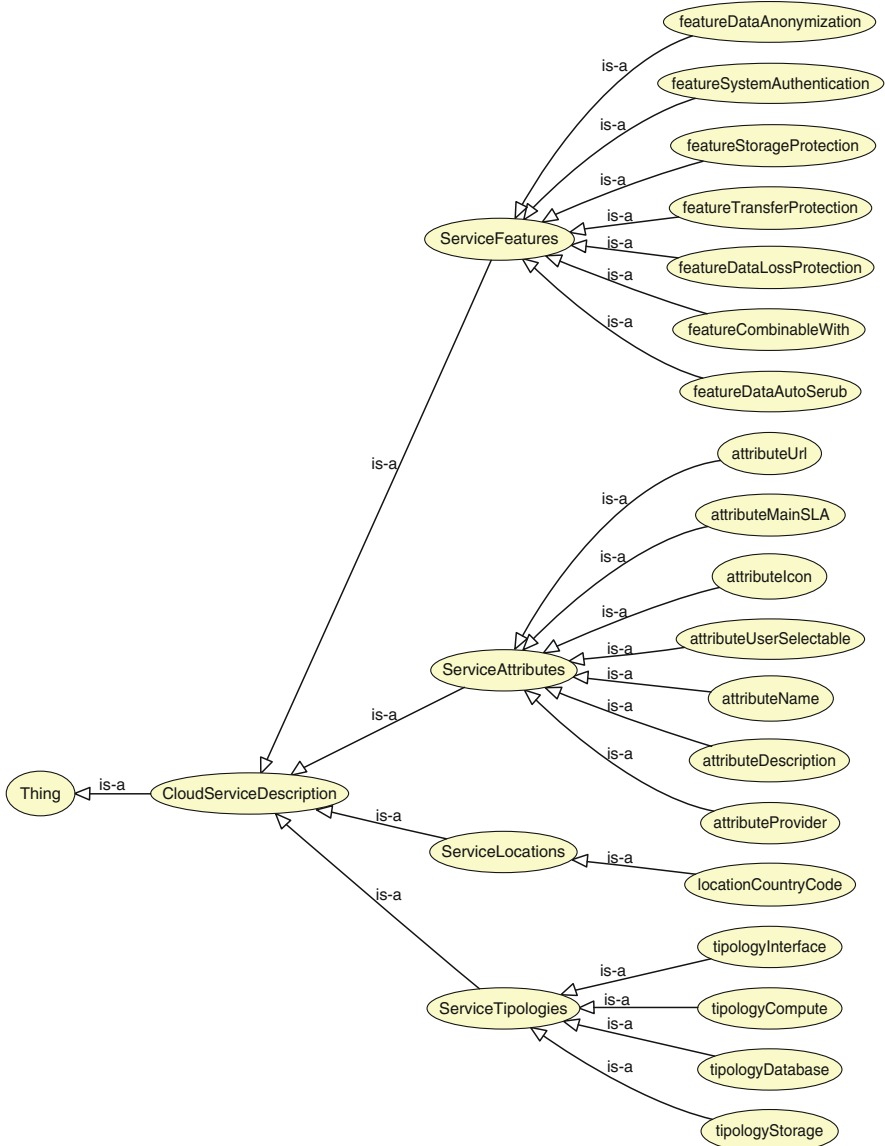 featureDataAnonymization
is-a
featureSystemAuthentication
is-a
featureStorageProtection
is-a
featureTransferProtection
is-a
ServiceFeatures
is-a
featureDataLossProtection
is-a
featureCombinableWith
is-a
featureDataAutoSerub
attributeUrl
is-a
is-a
attributeMainSLA
is-a
attributeIcon
is-a
attributeUserSelectable
is-a
ServiceAttributes
is-a
attributeName
is-a
is-a
attributeDescription
is-a
Thing
is-a
CloudServiceDescription
attributeProvider
is-a
ServiceLocations
is-a
locationCountryCode
is-a
tipologyInterface
is-a
ServiceTipologies
is-a
tipologyCompute
is-a
tipologyDatabase
is-a
tipologyStorage